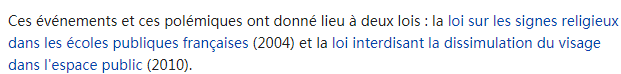 Ces événements et ces polémiques ont donné lieu à deux lois : la loi sur les signes religieux
dans les écoles publiques françaises (2004) et la loi interdisant la dissimulation du visage
dans l'espace public (2010).